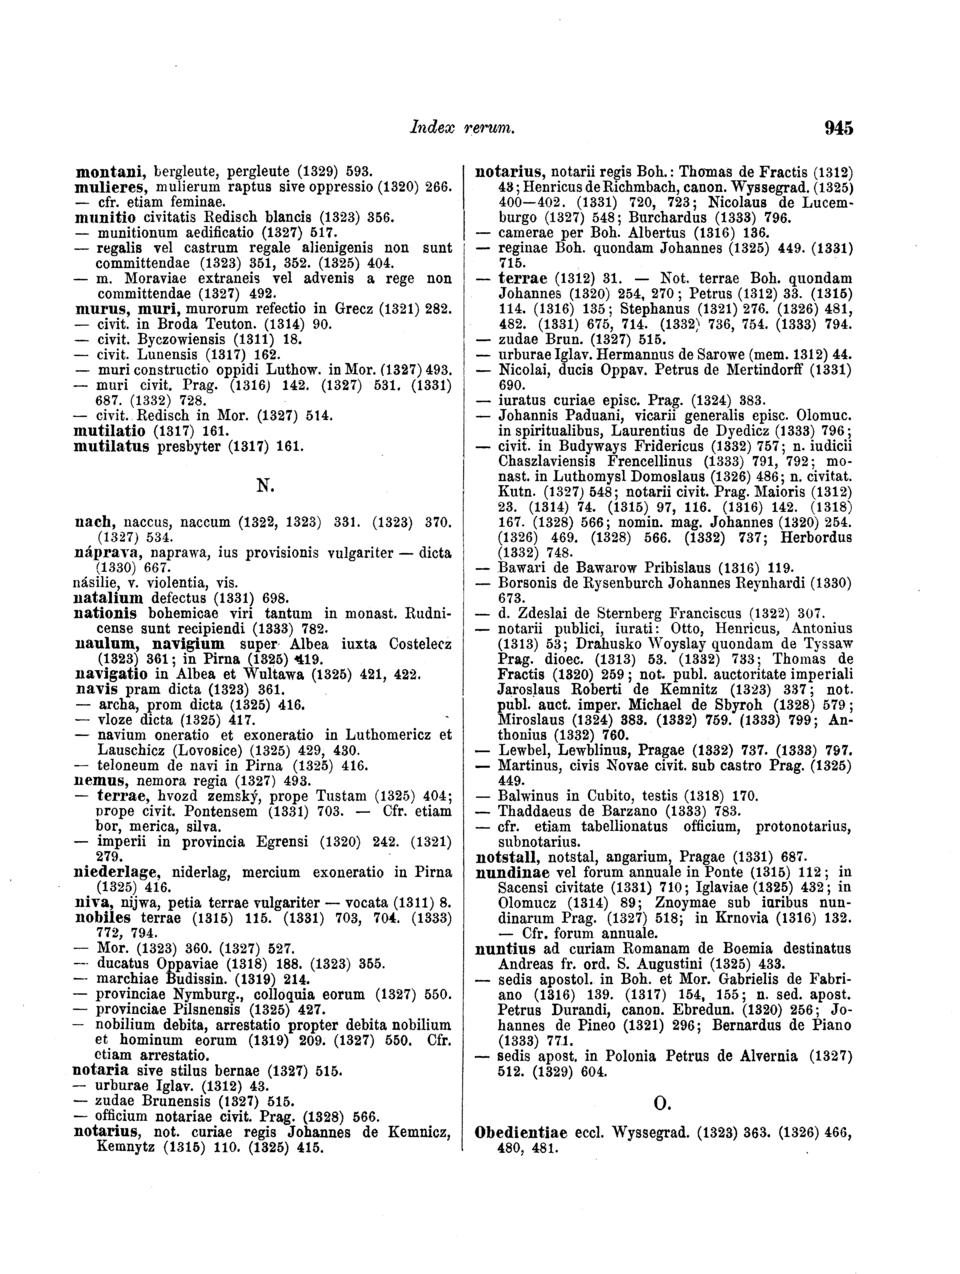 Index rerum.
945
montani, bergleute, pergleute (1329) 593.
mulieres, mulierum raptus sive oppressio (1320) 266.
— cfr. etiam feminae.
munitio civitatis Redisch blancis (1323) 356.
— munitionum aedificatio (1327) 517.
— regalis vel castrum regale alienigenis non sunt
committendae (1323) 351, 352. (1325) 404.
— m. Moraviae extraneis vel advenis a rege non
committendae (1327) 492.
murus, muri, murorum refectio in Grecz (1321) 282.
— civit. in Broda Teuton. (1314) 90.
— civit. Byczowiensis (1311) 18.
— civit. Lunensis (1317) 162.
— muri constructio oppidi Luthow. in Mor. (1327) 493.
— muri civit. Prag. (1316) 142. (1327) 531. (1331)
687. (1332) 728.
— civit. Redisch in Mor. (1327) 514.
mutilatio (1317) 161.
mutilatus presbyter (1317) 161.
N.
nach, naccus, naccum (1322, 1323) 331. (1323) 370.
(1327) 534.
náprava, naprawa, ius provisionis vulgariter — dicta
(1330) 667.
násilie, v. violentia, vis.
natalium defectus (1331) 698.
nationis bohemicae viri tantum in monast. Rudni-
cense sunt recipiendi (1333) 782.
naulum, navigium super Albea iuxta Costelecz
(1323) 361; in Pirna (1325) 419.
navigatio in Albea et Wultawa (1325) 421, 422.
navis pram dicta (1323) 361.
— archa, prom dicta (1325) 416.
— vloze dicta (1325) 417.
— navium oneratio et exoneratio in Luthomericz et
Lauschicz (Lovosice) (1325) 429, 430.
— teloneum de navi in Pirna (1325) 416.
nemus, nemora regia (1327) 493.
— terrae, hvozd zemský, prope Tustam (1325) 404;
prope civit. Pontensem (1331) 703. — Cfr. etiam
bor, merica, silva.
— imperii in provincia Egrensi (1320) 242. (1321)
279.
niederlage, niderlag, mercium exoneratio in Pirna
(1325) 416.
niva, nijwa, petia terrae vulgariter — vocata (1311) 8.
nobiles terrae (1315) 115. (1331) 703, 704. (1333)
772, 794.
— Mor. (1323) 360. (1327) 527.
— ducatus Oppaviae (1318) 188. (1323) 355.
— marchiae Budissin. (1319) 214.
— provinciae Nymburg., colloquia eorum (1327) 550.
— provinciae Pilsnensis (1325) 427.
— nobilium debita, arrestatio propter debita nobilium
et hominum eorum (1319) 209. (1327) 550. Cfr.
etiam arrestatio.
notaria sive stilus bernae (1327) 515.
— urburae Iglav. (1312) 43.
— zudae Brunensis (1327) 515.
— officium notariae civit. Prag. (1328) 566.
notarius, not. curiae regis Johannes de Kemnicz,
Kemnytz (1315) 110. (1325) 415.
notarius, notarii regis Boh.: Thomas de Fractis (1312)
43; Henricus de Richmbach, canon. Wyssegrad. (1325)
400—402. (1331) 720, 723; Nicolaus de Lucem-
burgo (1327) 548; Burchardus (1333) 796.
— camerae per Boh. Albertus (1316) 136.
— reginae Boh. quondam Johannes (1325) 449. (1331)
715.
— terrae (1312) 31. — Not. terrae Boh. quondam
Johannes (1320) 254, 270; Petrus (1312) 33. (1315)
114. (1316) 135; Stephanus (1321) 276. (1326) 481,
482. (1331) 675, 714. (1332) 736, 754. (1333) 794.
— zudae Brun. (1327) 515.
— urburae Iglav. Hermannus de Sarowe (mem. 1312) 44.
— Nicolai, ducis Oppav. Petrus de Mertindorff (1331)
690.
— iuratus curiae episc. Prag. (1324) 383.
— Johannis Paduani, vicarii generalis episc. Olomuc.
in spiritualibus, Laurentius de Dyedicz (1333) 796;
— civit. in Budyways Fridericus (1332) 757; n. iudicii
Chaszlaviensis Frencellinus (1333) 791, 792; mo-
nast. in Luthomysl Domoslaus (1326) 486; n. civitat.
Kutn. (1327) 548; notarii civit. Prag. Maioris (1312)
23. (1314) 74. (1315) 97, 116. (1316) 142. (1318)
167. (1328) 566; nomin. mag. Johannes (1320) 254.
(1326) 469. (1328) 566. (1332) 737; Herbordus
(1332) 748.
— Bawari de Bawarow Pribislaus (1316) 119.
— Borsonis de Rysenburch Johannes Reynhardi (1330)
673.
— d. Zdeslai de Sternberg Franciscus (1322) 307.
— notarii publici, iurati: Otto, Henricus, Antonius
(1313) 53; Drahusko Woyslay quondam de Tyssaw
Prag. dioec. (1313) 53. (1332) 733; Thomas de
Fractis (1320) 259; not. publ. auctoritate imperiali
Jaroslaus Roberti de Kemnitz (1323) 337; not.
publ. auct. imper. Michael de Sbyroh (1328) 579;
Miroslaus (1324) 383. (1332) 759. (1333) 799; An-
thonius (1332) 760.
— Lewbel, Lewblinus, Pragae (1332) 737. (1333) 797.
— Martinus, civis Novae civit. sub castro Prag. (1325)
449.
— Balwinus in Cubito, testis (1318) 170.
— Thaddaeus de Barzano (1333) 783.
— cfr. etiam tabellionatus officium, protonotarius,
subnotarius.
notstall, notstal, angarium, Pragae (1331) 687.
nundinae vel forum annuale in Ponte (1315) 112; in
Sacensi civitate (1331) 710; Iglaviae (1325) 432; in
Olomucz (1314) 89; Znoymae sub iuribus nun-
dinarum Prag. (1327) 518; in Krnovia (1316) 132.
— Cfr. forum annuale.
nuntius ad curiam Romanam de Boemia destinatus
Andreas fr. ord. S. Augustini (1325) 433.
— sedis apostol. in Boh. et Mor. Gabrielis de Fabri-
ano (1316) 139. (1317) 154, 155; n. sed. apost.
Petrus Durandi, canon. Ebredun. (1320) 256; Jo-
hannes de Pineo (1321) 296; Bernardus de Piano
(1333) 771.
— sedis apost. in Polonia Petrus de Alvernia (1327)
512. (1329) 604.
O.
Obedientiae eccl. Wyssegrad. (1323) 363. (1326) 466,
480, 481.